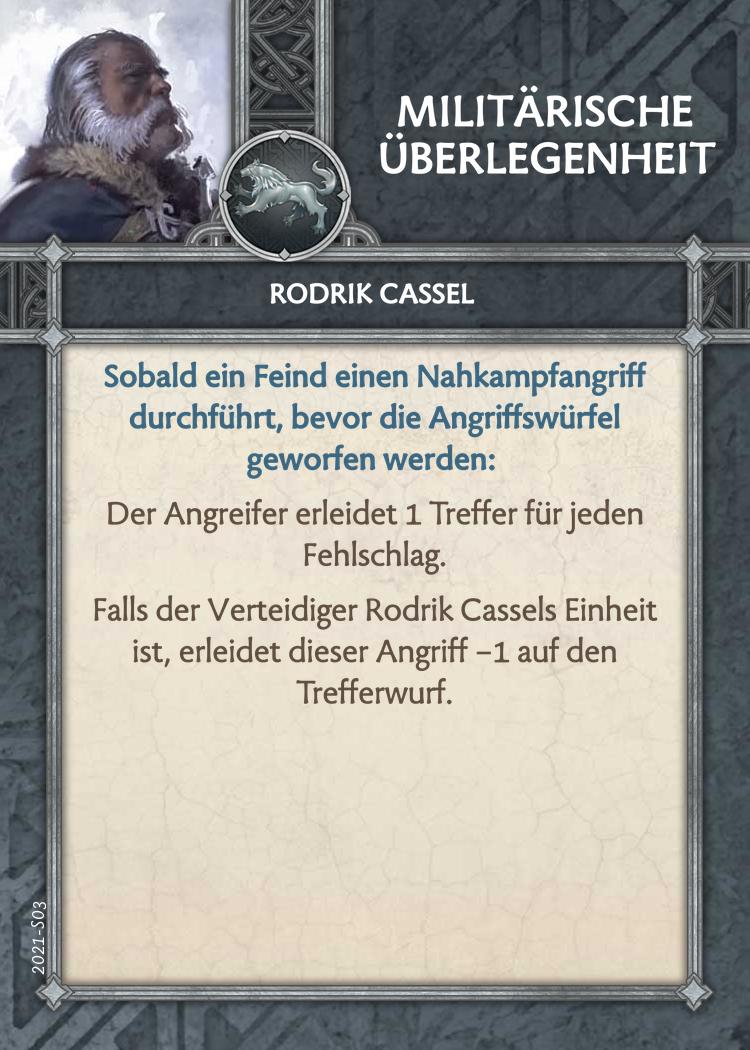 MILITÄRISCHE
ÜBERLEGENHEIT
RODRIK CASSEL
Sobald ein Feind einen Nahkampfangriff
durchführt, bevor die Angriffswürfel
geworfen werden:
Der Angreifer erleidet 1 Treffer für jeden
Fehlschlag.
Falls der Verteidiger Rodrik Cassels Einheit
ist, erleidet dieser Angriff –1 auf den
Trefferwurf.
2021-S03